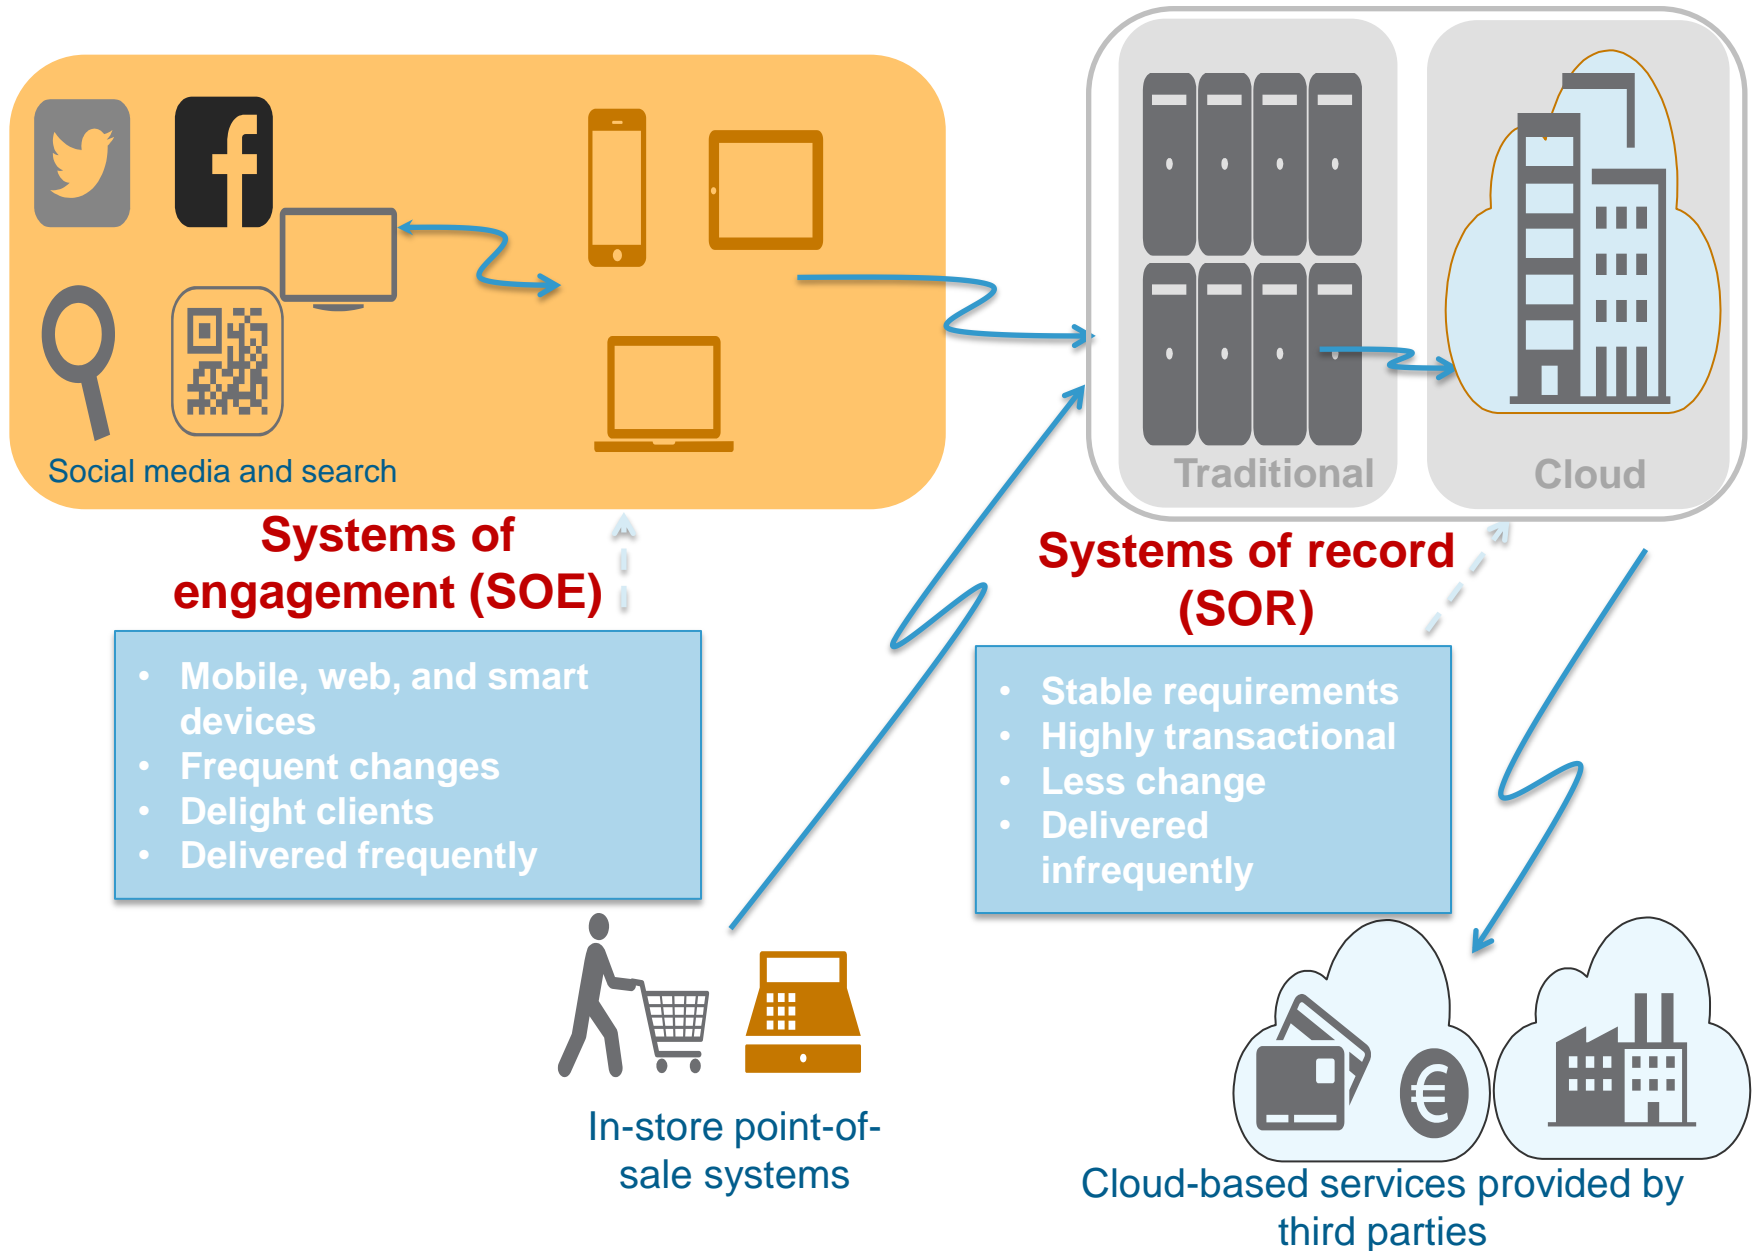 Social media and search
Traditional
Cloud
Systems of
engagement (SOE)
Systems of record
(SOR)
• Mobile, web, and smart
devices
• Frequent changes
• Delight clients
• Delivered frequently
• Stable requirements
• Highly transactional
• Less change
• Delivered
infrequently
€
In-store point-of-
sale systems
Cloud-based services provided by
third parties